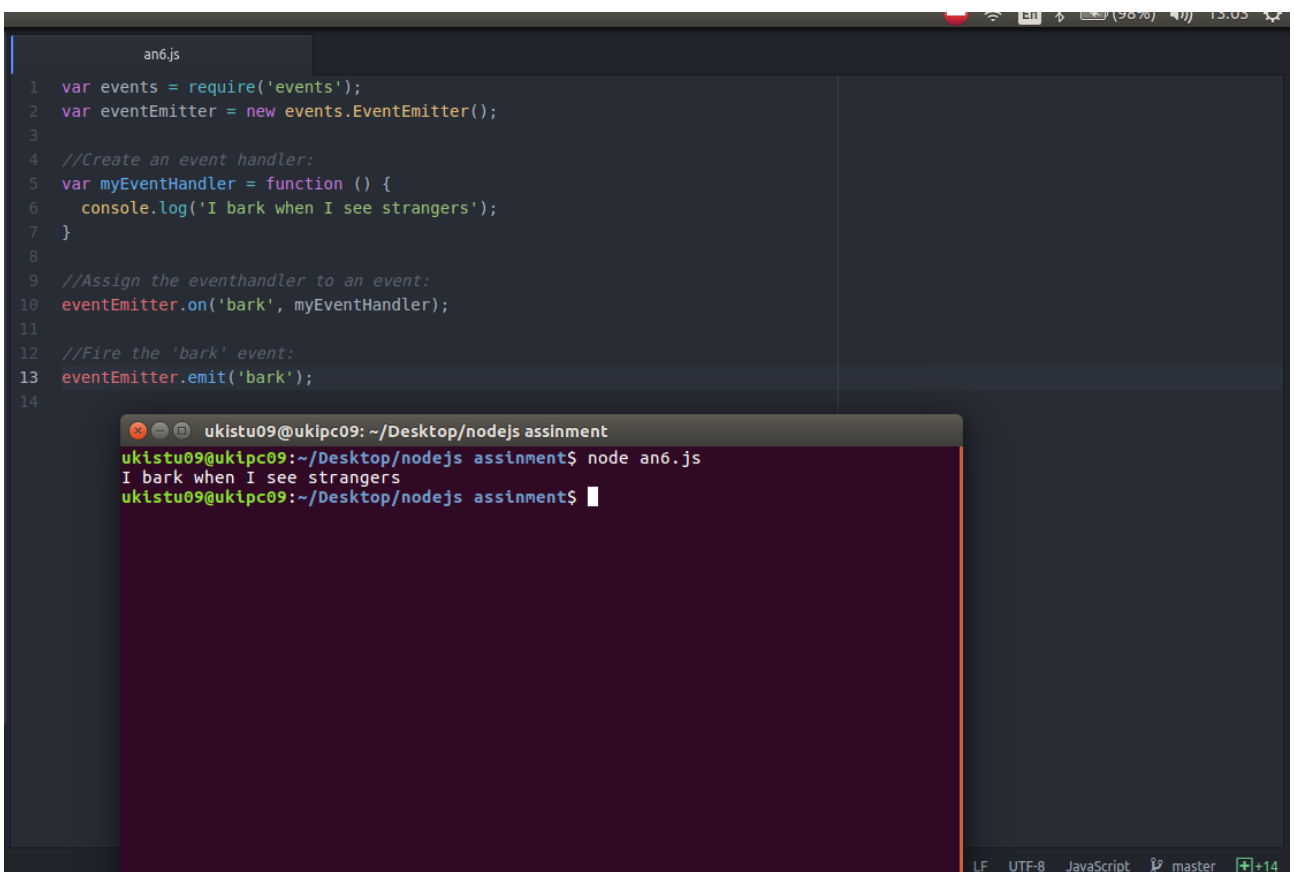 En (98%) 13:03
an6.js
1 var events = require('events');
2 var eventEmitter = new events.EventEmitter();
3
4 //Create an event handler:
5 var myEventHandler = function () {
6   console.log('I bark when I see strangers');
7 }
8
9 //Assign the eventhandler to an event:
10 eventEmitter.on('bark', myEventHandler);
11
12 //Fire the 'bark' event:
13 eventEmitter.emit('bark');
14
ukistu09@ukipc09: ~/Desktop/nodejs assinment
ukistu09@ukipc09:~/Desktop/nodejs assinment$ node an6.js
I bark when I see strangers
ukistu09@ukipc09:~/Desktop/nodejs assinment$
LF UTF-8 JavaScript master +14